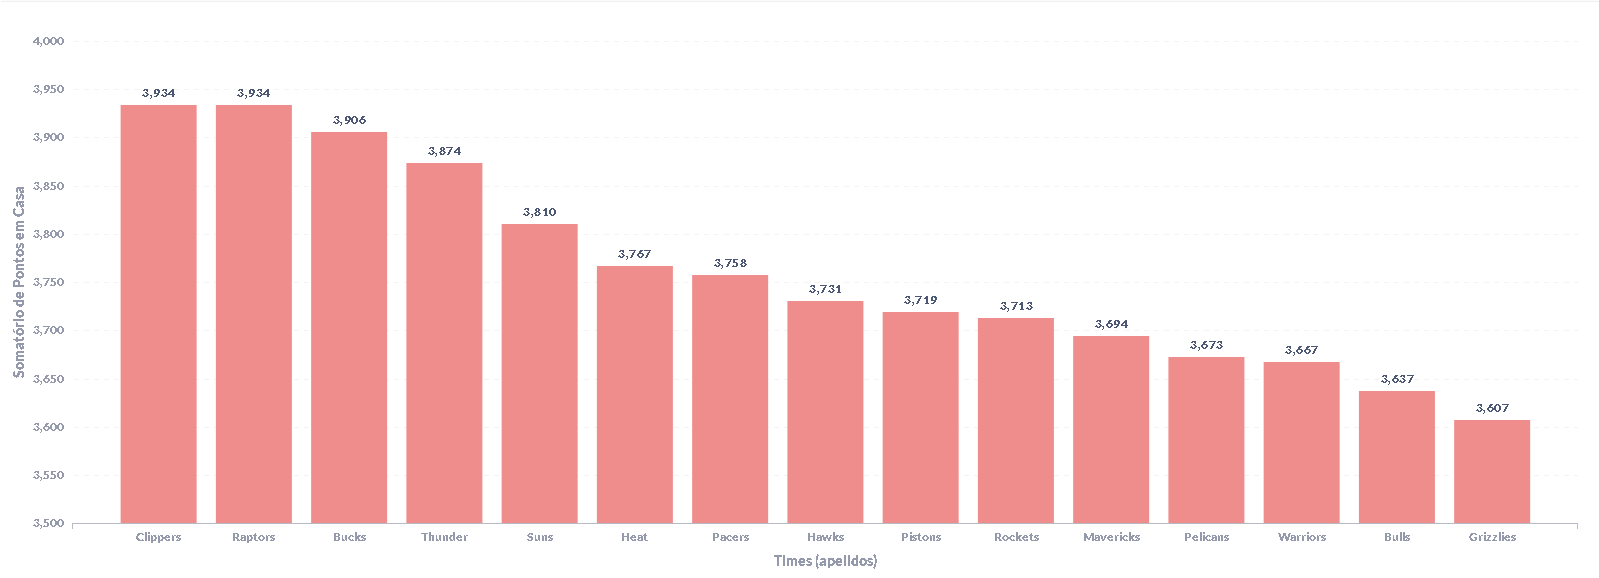 4,000
3,950
3,900
3,850
3,800
3,750
3,700
3,650
3,600
3,550
3,500
Somatório de Pontos em Casa
3,934
3,934
3,906
3,874
3,810
3,767
3,758
3,731
3,719
3,713
3,694
3,673
3,667
3,637
3,607
Clippers
Raptors
Bucks
Thunder
Suns
Heat
Pacers
Hawks
Pistons
Rockets
Mavericks
Pelicans
Warriors
Bulls
Grizzlies
Times (apelidos)